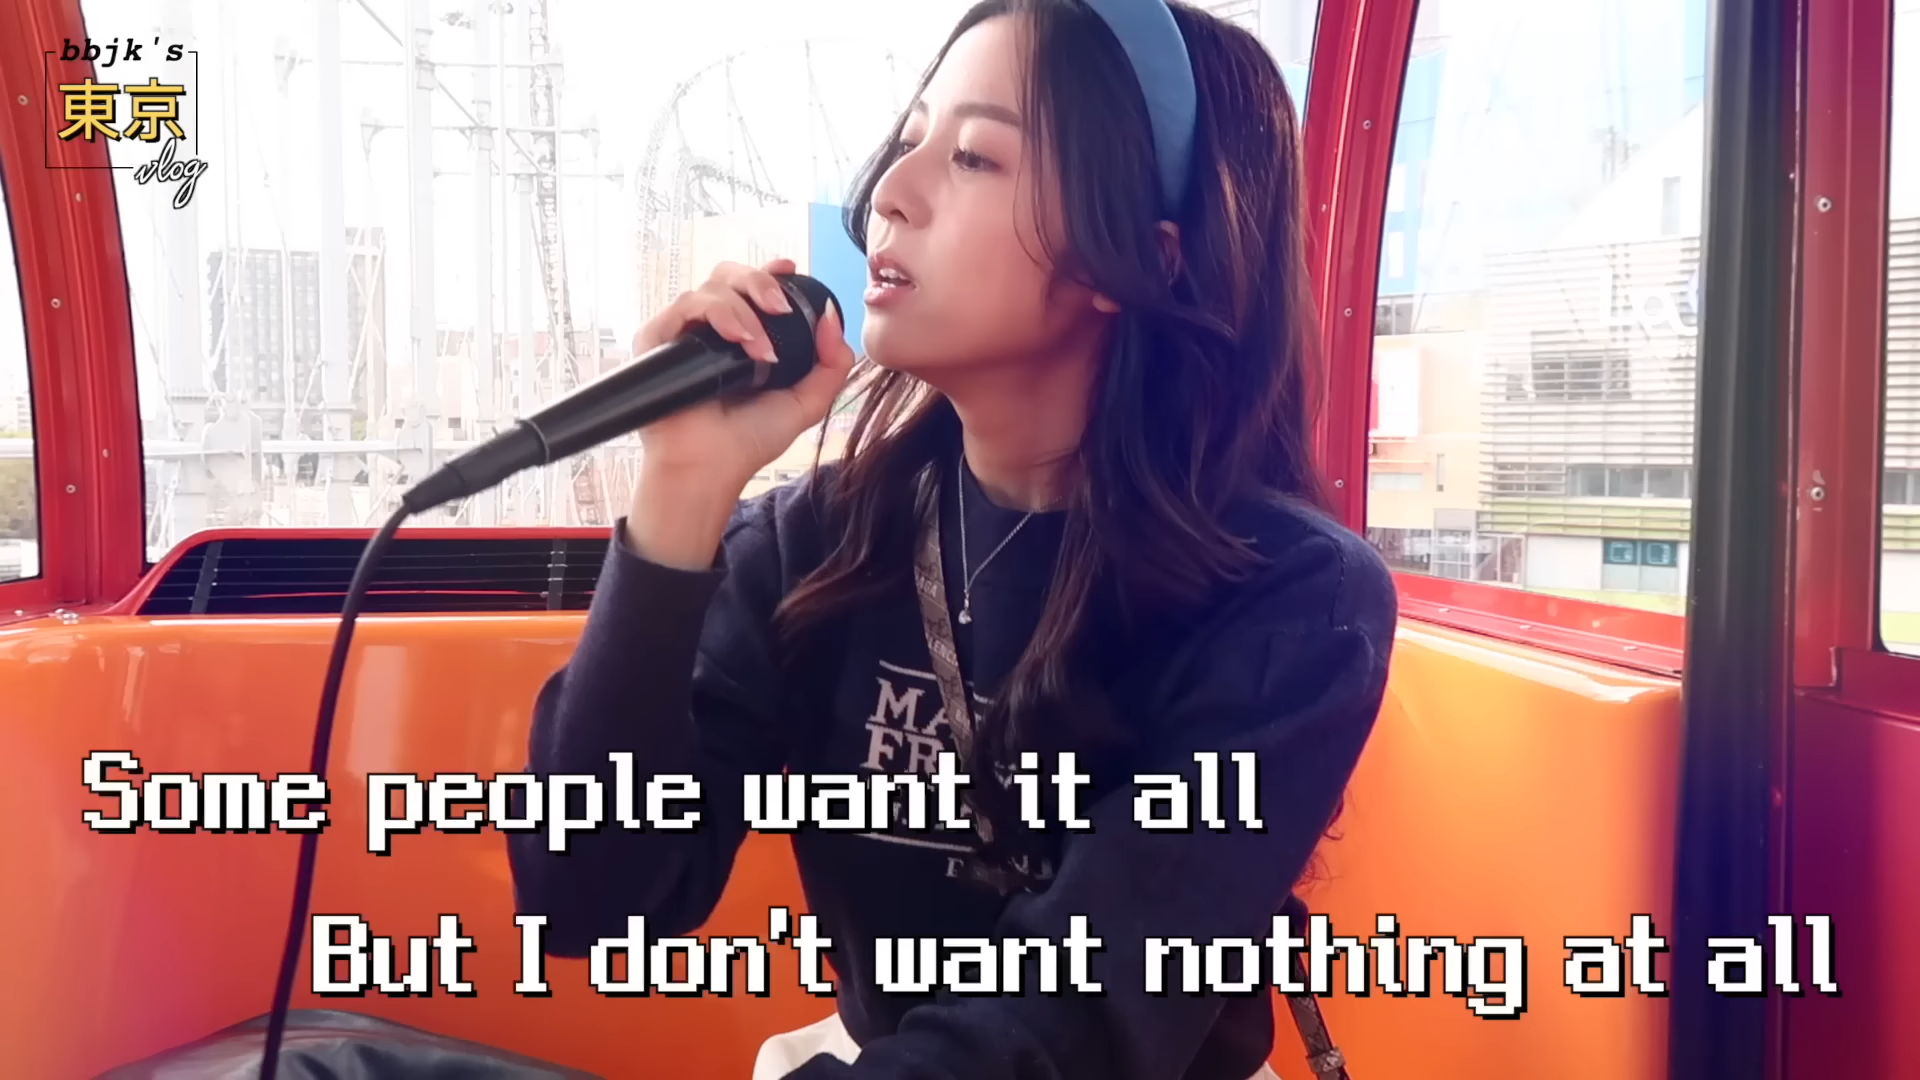 bbjk's
東京
vlog
Some people want it all
But I don't want nothing at all